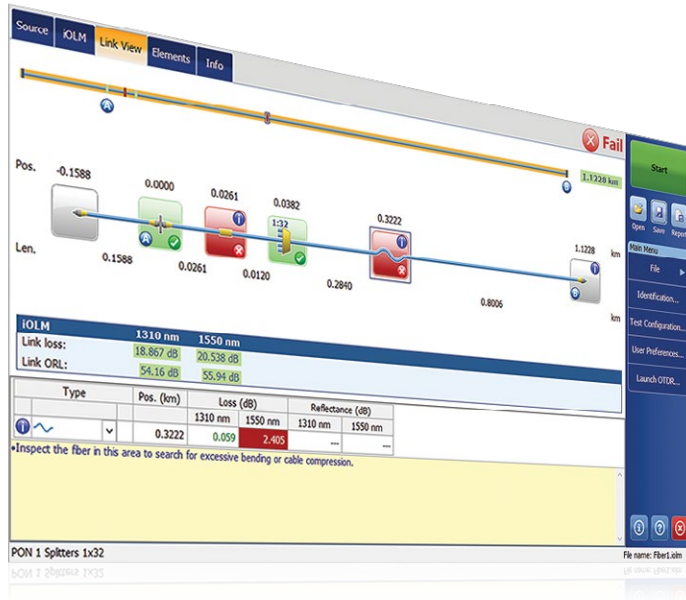 Source iOLM Link View Elements Info
Fail
A
B
1.1228 km
Pos. -0.1588 0.0000 0.0261 0.0382 0.3222 1.1228 km
1:32
A
B
Len. 0.1588 0.0261 0.0120 0.2840 0.8006 km
iOLM 1310 nm 1550 nm
Link loss: 18.867 dB 20.538 dB
Link ORL: 54.16 dB 55.94 dB
Type Pos. (km) Loss (dB) Reflectance (dB)
1310 nm 1550 nm 1310 nm 1550 nm
0.3222 0.059 2.405 --- ---
•Inspect the fiber in this area to search for excessive bending or cable compression.
PON 1 Splitters 1x32
File name: Fiber1.iolm
Start
Open Save Report
Main Menu
File
Identification...
Test Configuration...
User Preferences...
Launch OTDR...